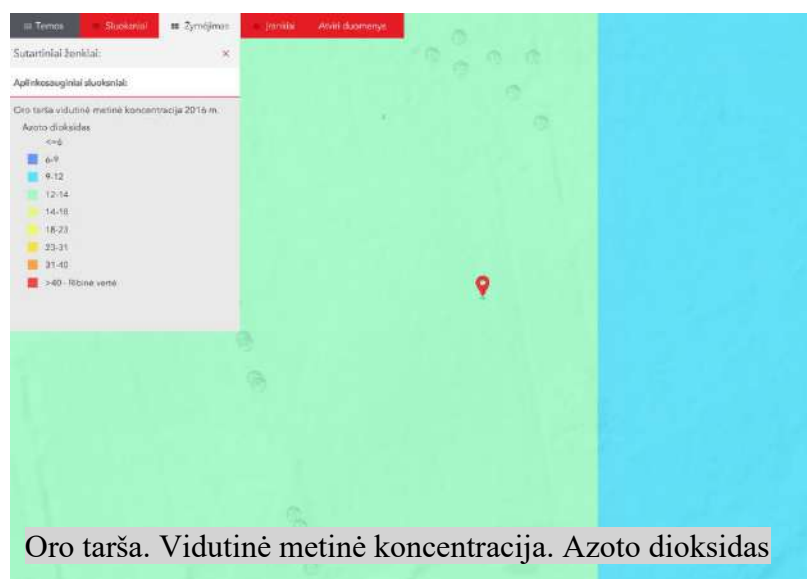 Temos Sluoksniai Žymėjimas Įrankiai Atviri duomenys
Sutartiniai ženklai: ×
Aplinkosauginiai sluoksniai:
Oro tarša vidutinė metinė koncentracija 2016 m.
Azoto dioksidas
<=6
6-9
9-12
12-14
14-18
18-23
23-31
31-40
>40 - Ribinė vertė
Oro tarša. Vidutinė metinė koncentracija. Azoto dioksidas